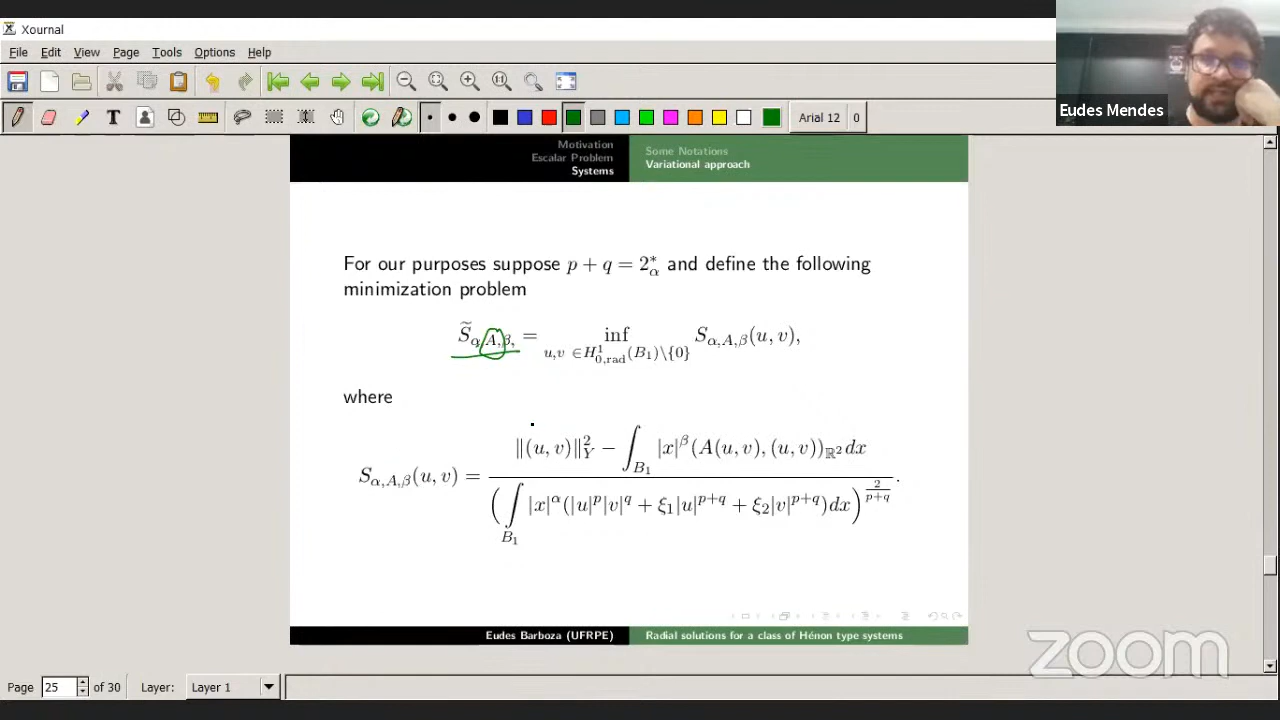 Xournal
File Edit View Page Tools Options Help
Eudes Mendes
Arial 12 0
Motivation
Escalar Problem
Systems
Some Notations
Variational approach
For our purposes suppose p + q = 2*_α and define the following
minimization problem
S̃_{α,A,β,} = inf_{u,v ∈H^1_{0,rad}(B_1)\{0}} S_{α,A,β}(u, v),
where
S_{α,A,β}(u, v) = \frac{‖(u, v)‖²_Y − ∫_{B_1} |x|^β (A(u, v), (u, v))_{ℝ²} dx}{(∫_{B_1} |x|^α (|u|^p|v|^q + ξ_1|u|^{p+q} + ξ_2|v|^{p+q})dx)^{\frac{2}{p+q}}}.
Eudes Barboza (UFRPE) Radial solutions for a class of Hénon type systems
zoom
Page 25 of 30 Layer: Layer 1